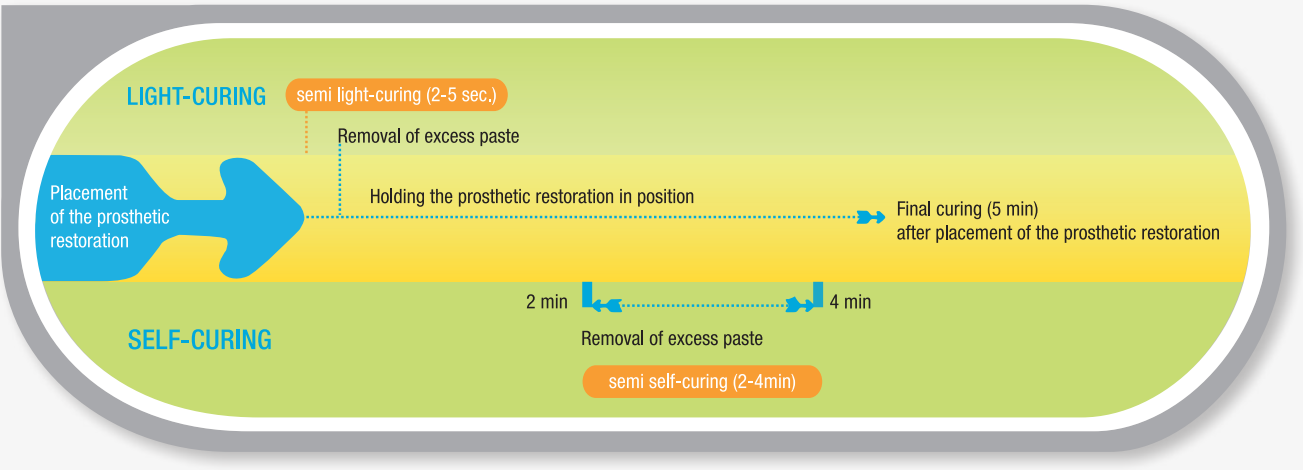 LIGHT-CURING
semi light-curing (2-5 sec.)
Removal of excess paste
Placement
of the prosthetic
restoration
Holding the prosthetic restoration in position
Final curing (5 min)
after placement of the prosthetic restoration
2 min
4 min
SELF-CURING
Removal of excess paste
semi self-curing (2-4min)